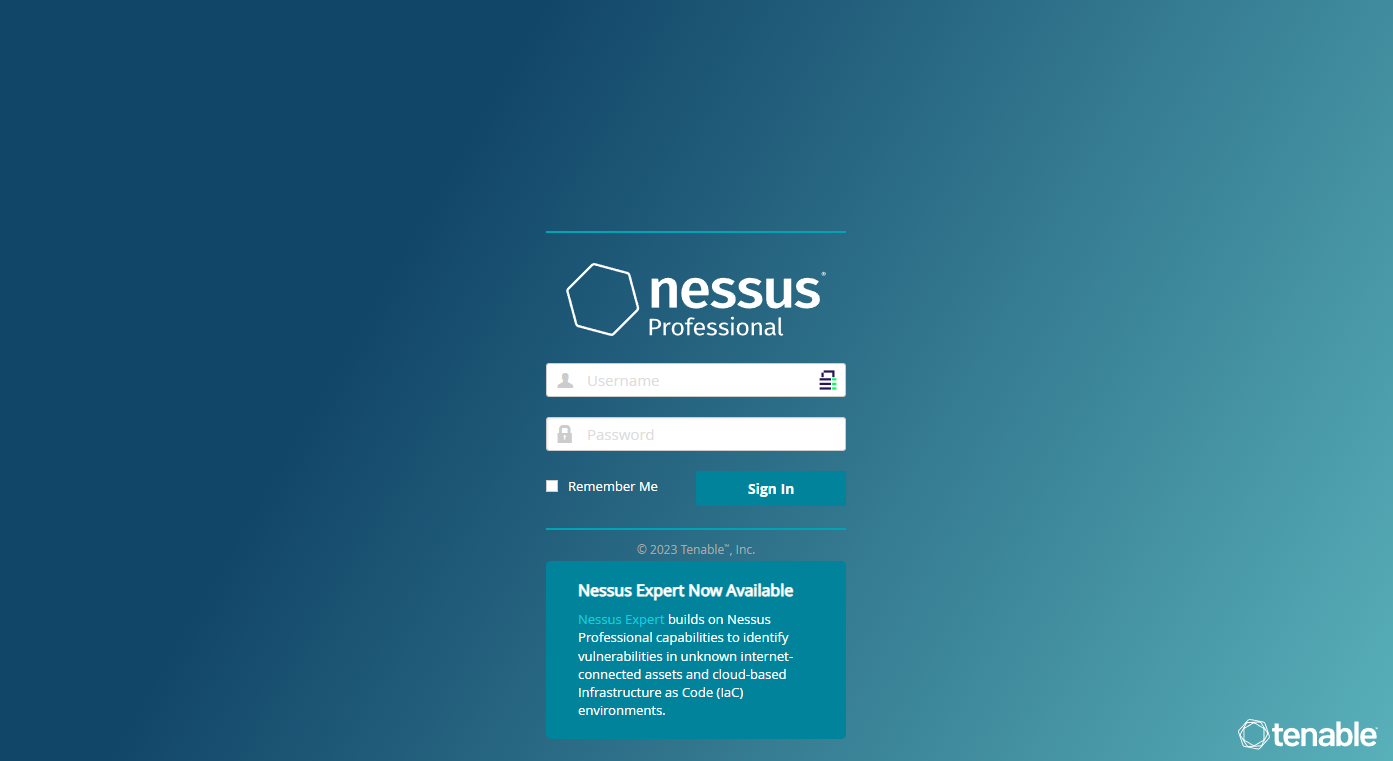 nessus®
Professional
Username
Password
Remember Me
Sign In
© 2023 Tenable™, Inc.
Nessus Expert Now Available
Nessus Expert builds on Nessus
Professional capabilities to identify
vulnerabilities in unknown internet-
connected assets and cloud-based
Infrastructure as Code (IaC)
environments.
tenable